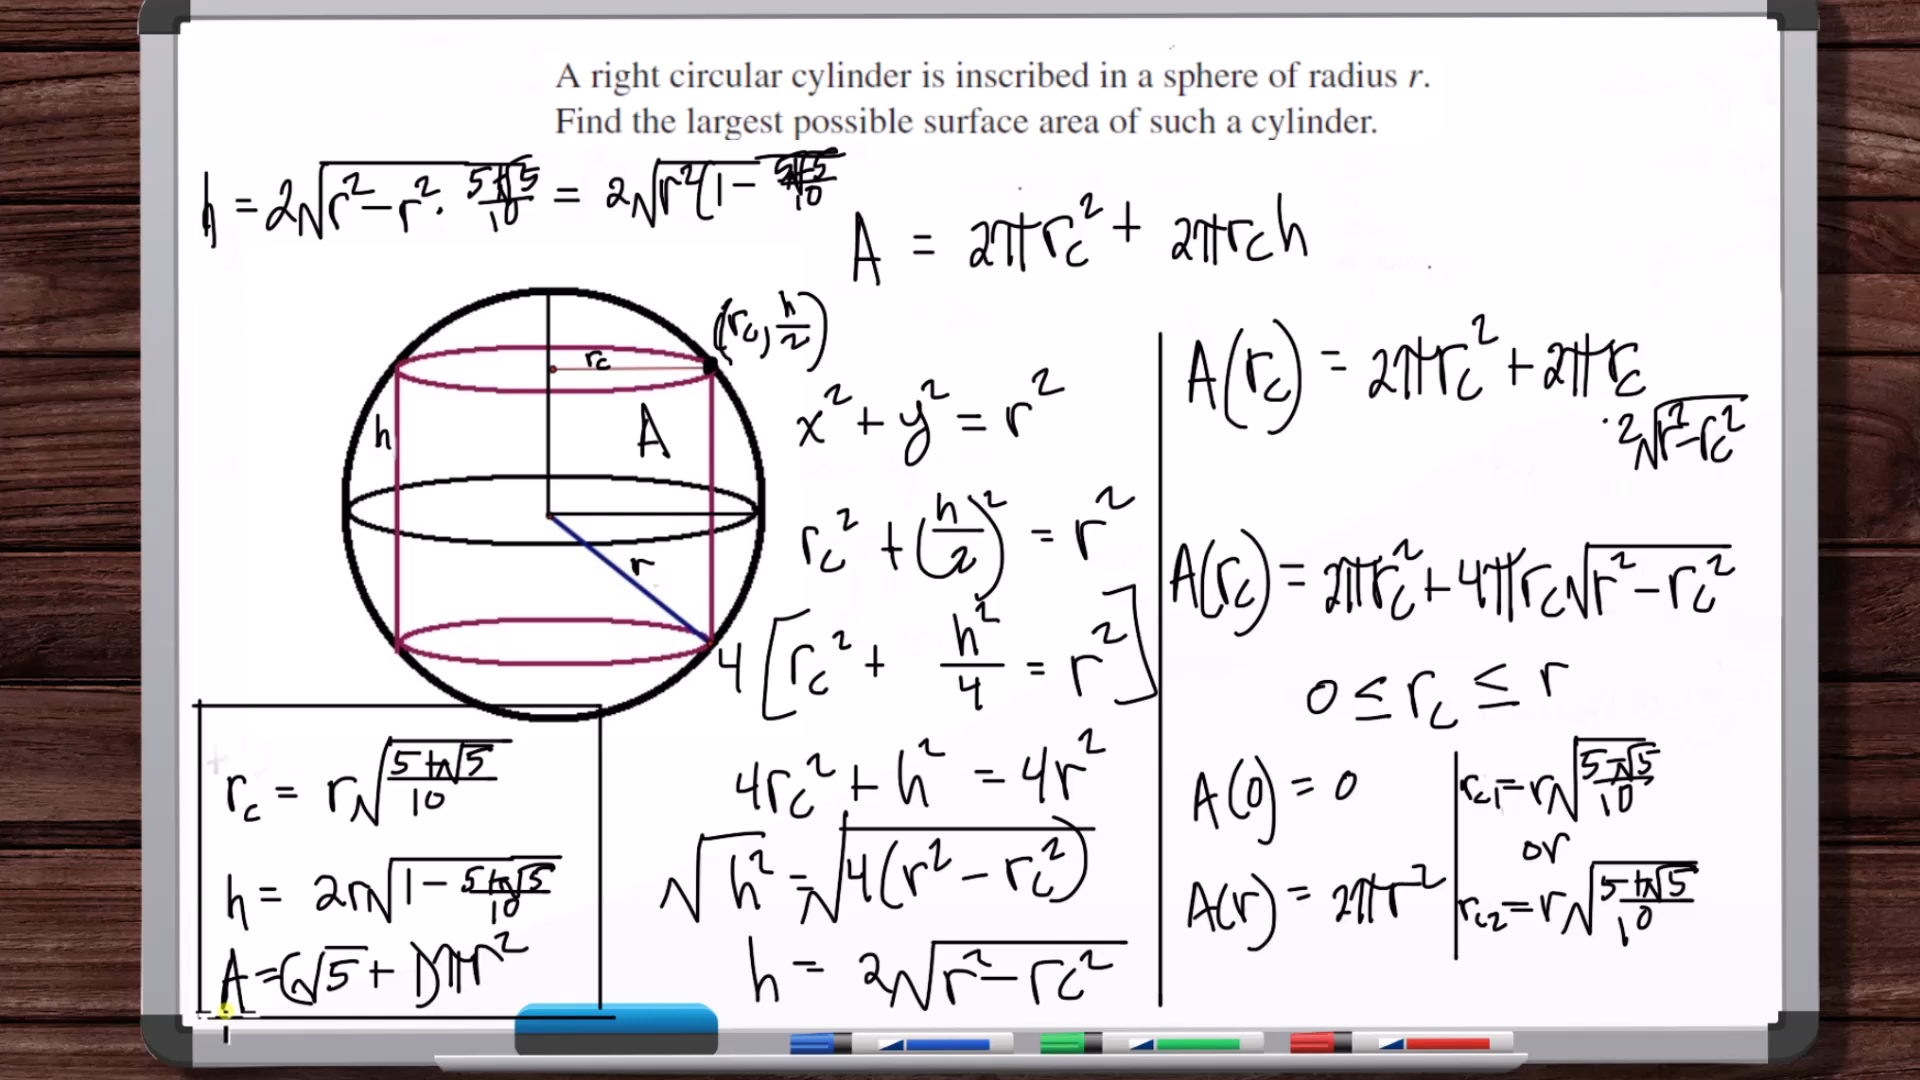 A right circular cylinder is inscribed in a sphere of radius r.
Find the largest possible surface area of such a cylinder.
h = 2√(r² − r² · (5+√5)/10) = 2√(r²(1 − (5+√5)/10
A = 2πr_c² + 2πr_c h
(r_c, h/2)
r_c
h
A
r
x² + y² = r²
r_c² + (h/2)² = r²
4[r_c² + h²/4 = r²]
4r_c² + h² = 4r²
√h² = √(4(r² − r_c²))
h = 2√(r² − r_c²)
A(r_c) = 2πr_c² + 2πr_c
· 2√(r² − r_c²)
A(r_c) = 2πr_c² + 4πr_c√(r² − r_c²)
0 ≤ r_c ≤ r
A(0) = 0
A(r) = 2πr²
r_c1 = r√((5−√5)/10)
or
r_c2 = r√((5+√5)/10)
r_c = r√((5+√5)/10)
h = 2r√(1 − (5+√5)/10)
A = (√5 + 1)πr²